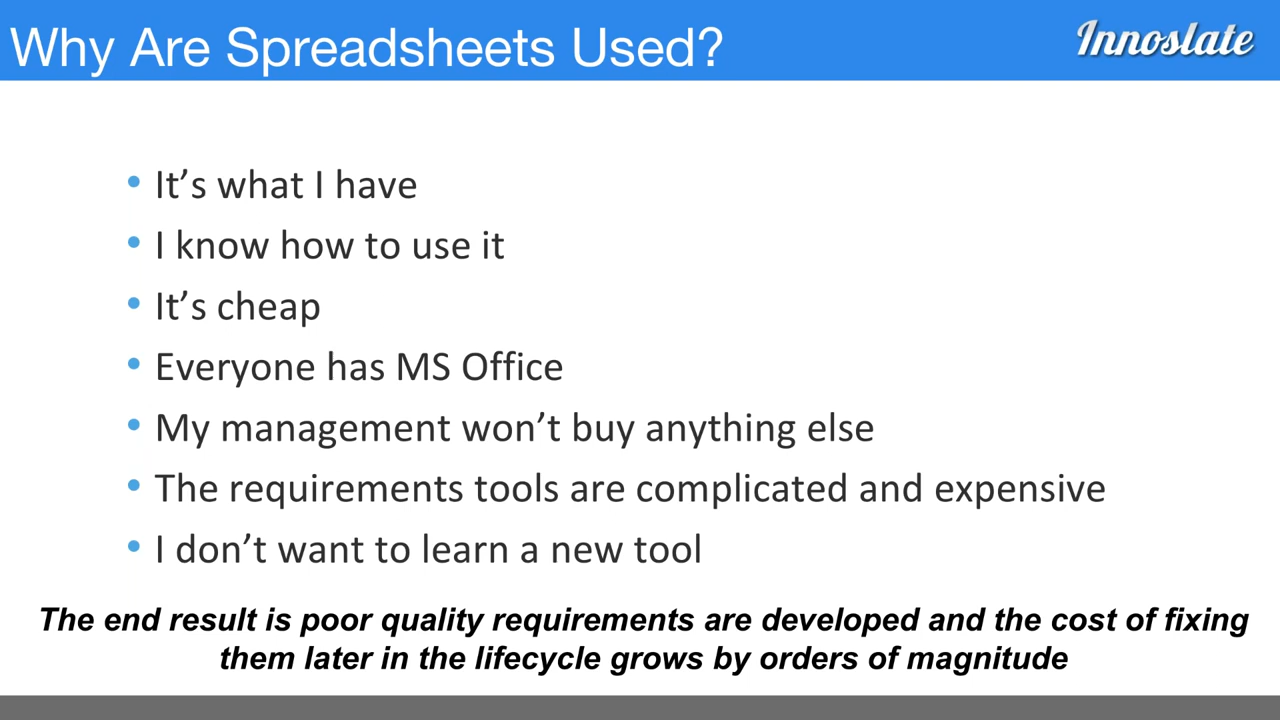 Why Are Spreadsheets Used?
Innoslate
• It’s what I have
• I know how to use it
• It’s cheap
• Everyone has MS Office
• My management won’t buy anything else
• The requirements tools are complicated and expensive
• I don’t want to learn a new tool
The end result is poor quality requirements are developed and the cost of fixing
them later in the lifecycle grows by orders of magnitude